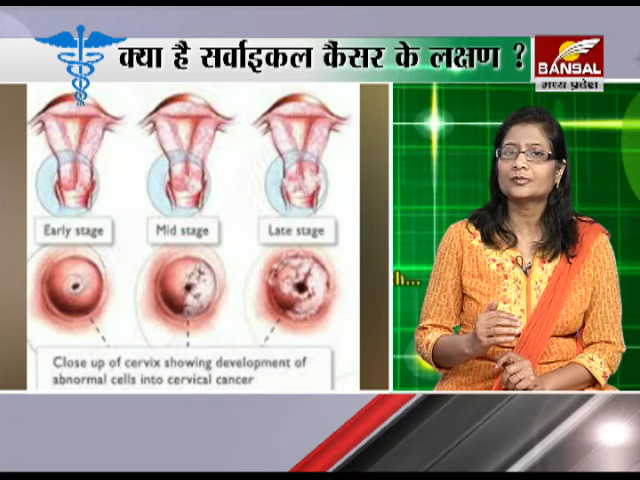 क्या है सर्वाइकल कैंसर के लक्षण ?
BANSAL
मध्य प्रदेश
Early stage
Mid stage
Late stage
Close up of cervix showing development of
abnormal cells into cervical cancer